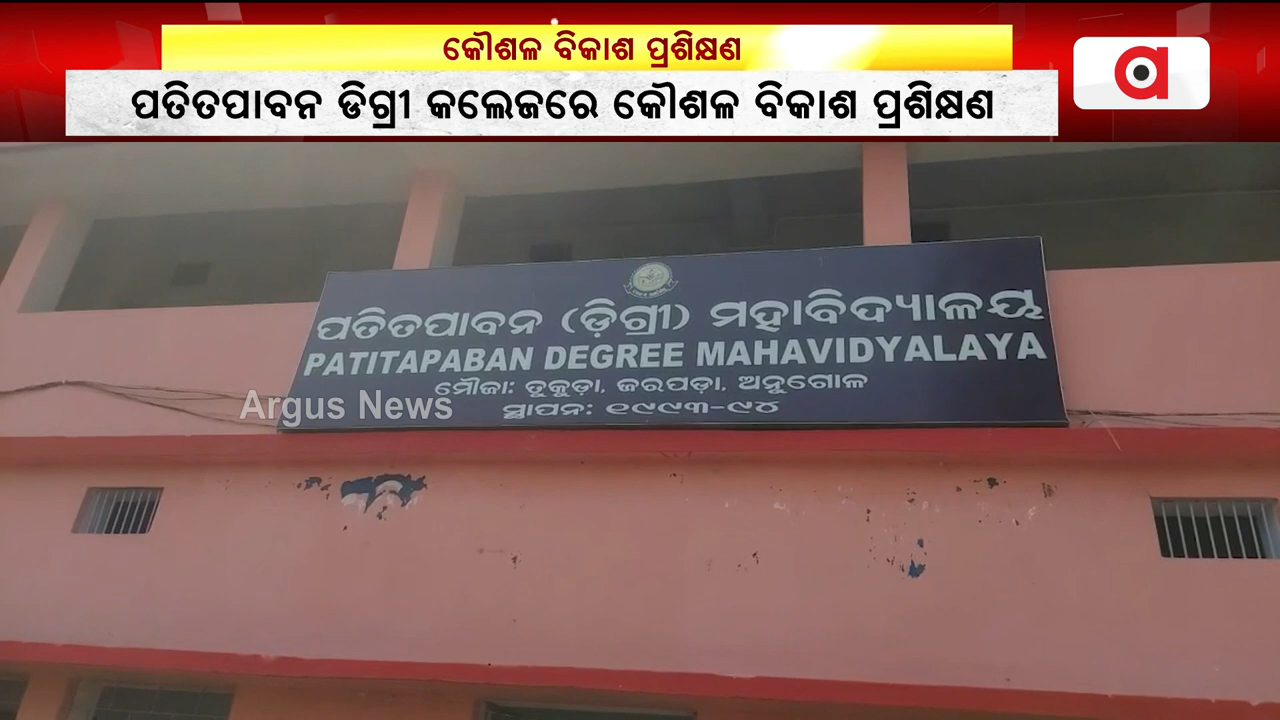 କୌଶଳ ବିକାଶ ପ୍ରଶିକ୍ଷଣ
ପତିତପାବନ ଡିଗ୍ରୀ କଲେଜରେ କୌଶଳ ବିକାଶ ପ୍ରଶିକ୍ଷଣ
ପତିତପାବନ (ଡ଼ିଗ୍ରୀ) ମହାବିଦ୍ୟାଳୟ
PATITAPABAN DEGREE MAHAVIDYALAYA
ମୌଜା: ତୁକୁଡ଼ା, ଜରପଡ଼ା, ଅନୁଗୋଳ
Argus News
ସ୍ଥାପନ: ୧୯୯୩-୯୪